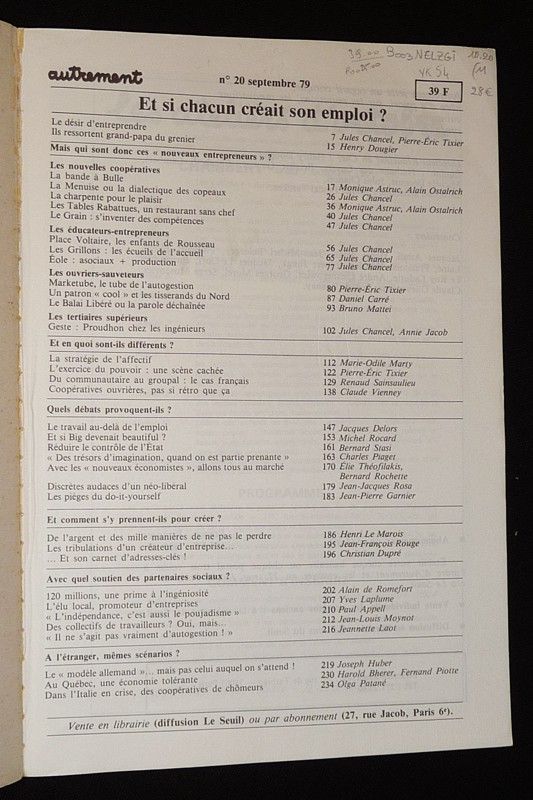 39.00 B003 NELZGI 10.90
autrement
n° 20 septembre 79
39 F
28€
Et si chacun créait son emploi ?
Le désir d'entreprendre 7 Jules Chancel, Pierre-Éric Tixier
Ils ressortent grand-papa du grenier 15 Henry Dougier
Mais qui sont donc ces « nouveaux entrepreneurs » ?
Les nouvelles coopératives
La bande à Bulle 17 Monique Astruc, Alain Ostalrich
La Menuise ou la dialectique des copeaux 26 Jules Chancel
La charpente pour le plaisir 36 Monique Astruc, Alain Ostalrich
Les Tables Rabattues, un restaurant sans chef 40 Jules Chancel
Le Grain : s'inventer des compétences 47 Jules Chancel
Les éducateurs-entrepreneurs
Place Voltaire, les enfants de Rousseau 56 Jules Chancel
Les Grillons : les écueils de l'accueil 65 Jules Chancel
Éole : asociaux + production 77 Jules Chancel
Les ouvriers-sauveteurs
Marketube, le tube de l'autogestion 80 Pierre-Éric Tixier
Un patron « cool » et les tisserands du Nord 87 Daniel Carré
Le Balai Libéré ou la parole déchaînée 93 Bruno Mattei
Les tertiaires supérieurs
Geste : Proudhon chez les ingénieurs 102 Jules Chancel, Annie Jacob
Et en quoi sont-ils différents ?
La stratégie de l'affectif 112 Marie-Odile Marty
L'exercice du pouvoir : une scène cachée 122 Pierre-Éric Tixier
Du communautaire au groupal : le cas français 129 Renaud Sainsaulieu
Coopératives ouvrières, pas si rétro que ça 138 Claude Vienney
Quels débats provoquent-ils ?
Le travail au-delà de l'emploi 147 Jacques Delors
Et si Big devenait beautiful ? 153 Michel Rocard
Réduire le contrôle de l'État 161 Bernard Stasi
« Des trésors d'imagination, quand on est partie prenante » 163 Charles Piaget
Avec les « nouveaux économistes », allons tous au marché 170 Élie Théofilakis,
Bernard Rochette
Discrètes audaces d'un néo-libéral 179 Jean-Jacques Rosa
Les pièges du do-it-yourself 183 Jean-Pierre Garnier
Et comment s'y prennent-ils pour créer ?
De l'argent et des mille manières de ne pas le perdre 186 Henri Le Marois
Les tribulations d'un créateur d'entreprise... 195 Jean-François Rouge
... Et son carnet d'adresses-clés ! 196 Christian Dupré
Avec quel soutien des partenaires sociaux ?
120 millions, une prime à l'ingéniosité 202 Alain de Romefort
L'élu local, promoteur d'entreprises 207 Yves Laplume
« L'indépendance, c'est aussi le poujadisme » 210 Paul Appell
Des collectifs de travailleurs ? Oui, mais... 212 Jean-Louis Moynot
« Il ne s'agit pas vraiment d'autogestion ! » 216 Jeannette Laot
A l'étranger, mêmes scénarios ?
Le « modèle allemand »... mais pas celui auquel on s'attend ! 219 Joseph Huber
Au Québec, une économie tolérante 230 Harold Bherer, Fernand Piotte
Dans l'Italie en crise, des coopératives de chômeurs 234 Olga Patané
Vente en librairie (diffusion Le Seuil) ou par abonnement (27, rue Jacob, Paris 6e).